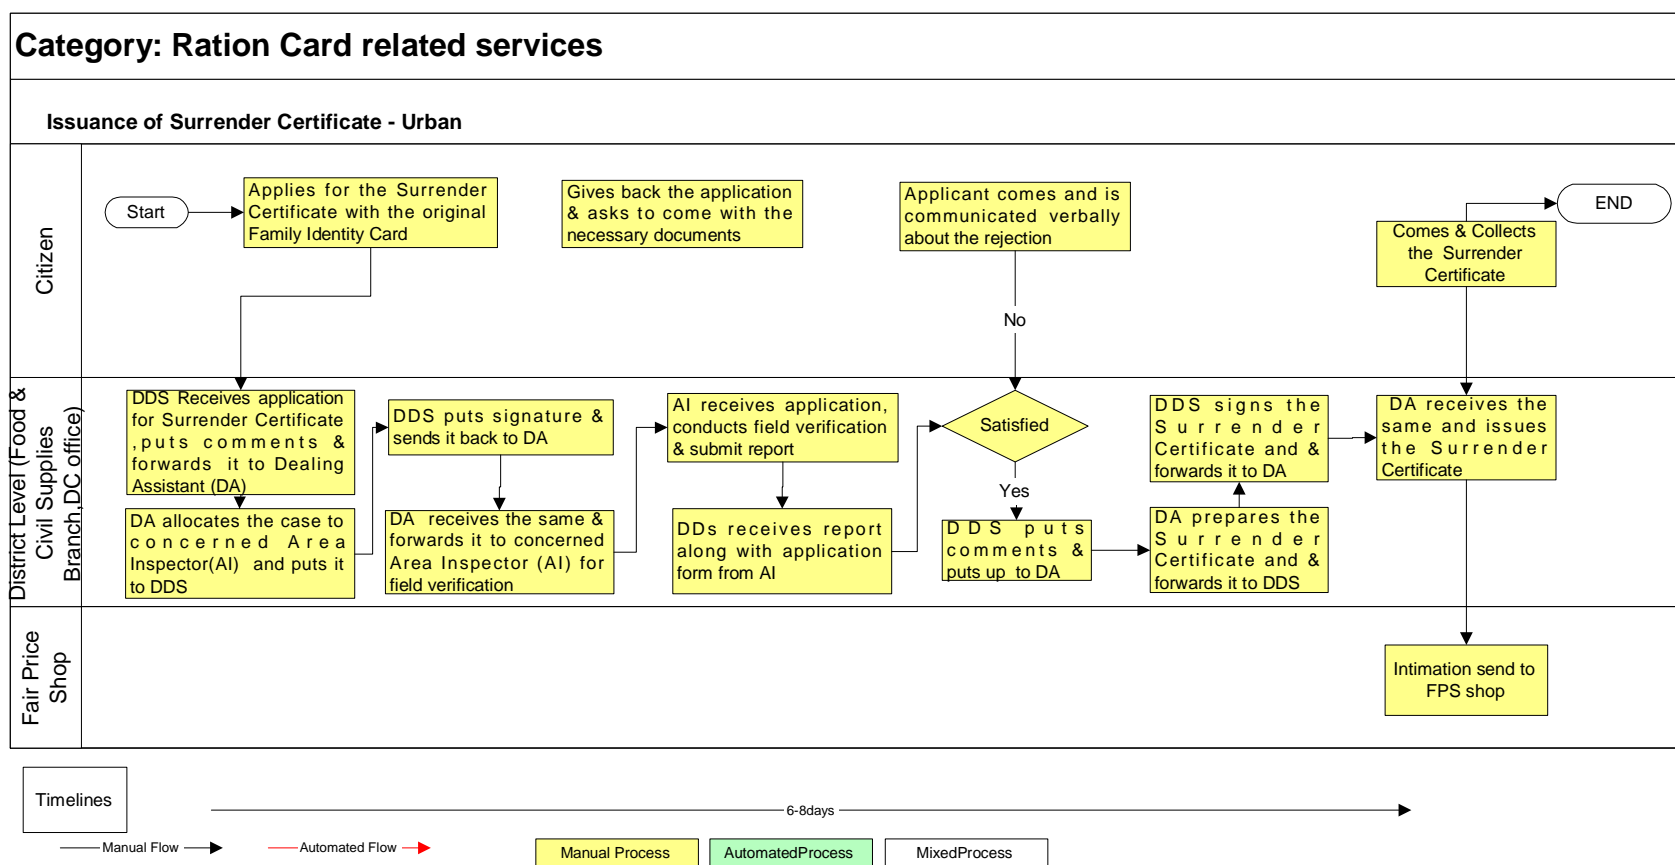 Category: Ration Card related services
Issuance of Surrender Certificate - Urban
Citizen
Start
Applies for the Surrender
Certificate with the original
Family Identity Card
Gives back the application
& asks to come with the
necessary documents
Applicant comes and is
communicated verbally
about the rejection
END
Comes & Collects
the Surrender
Certificate
No
District Level (Food &
Civil Supplies
Branch,DC office)
DDS Receives application
for Surrender Certificate
,puts comments &
forwards it to Dealing
Assistant (DA)
DA allocates the case to
concerned Area
Inspector(AI) and puts it
to DDS
DDS puts signature &
sends it back to DA
DA receives the same &
forwards it to concerned
Area Inspector (AI) for
field verification
AI receives application,
conducts field verification
& submit report
DDs receives report
along with application
form from AI
Satisfied
Yes
DDS puts
comments &
puts up to DA
DDS signs the
Surrender
Certificate and &
forwards it to DA
DA prepares the
Surrender
Certificate and &
forwards it to DDS
DA receives the
same and issues
the Surrender
Certificate
Fair Price
Shop
Intimation send to
FPS shop
Timelines
6-8days
Manual Flow
Automated Flow
Manual Process
AutomatedProcess
MixedProcess